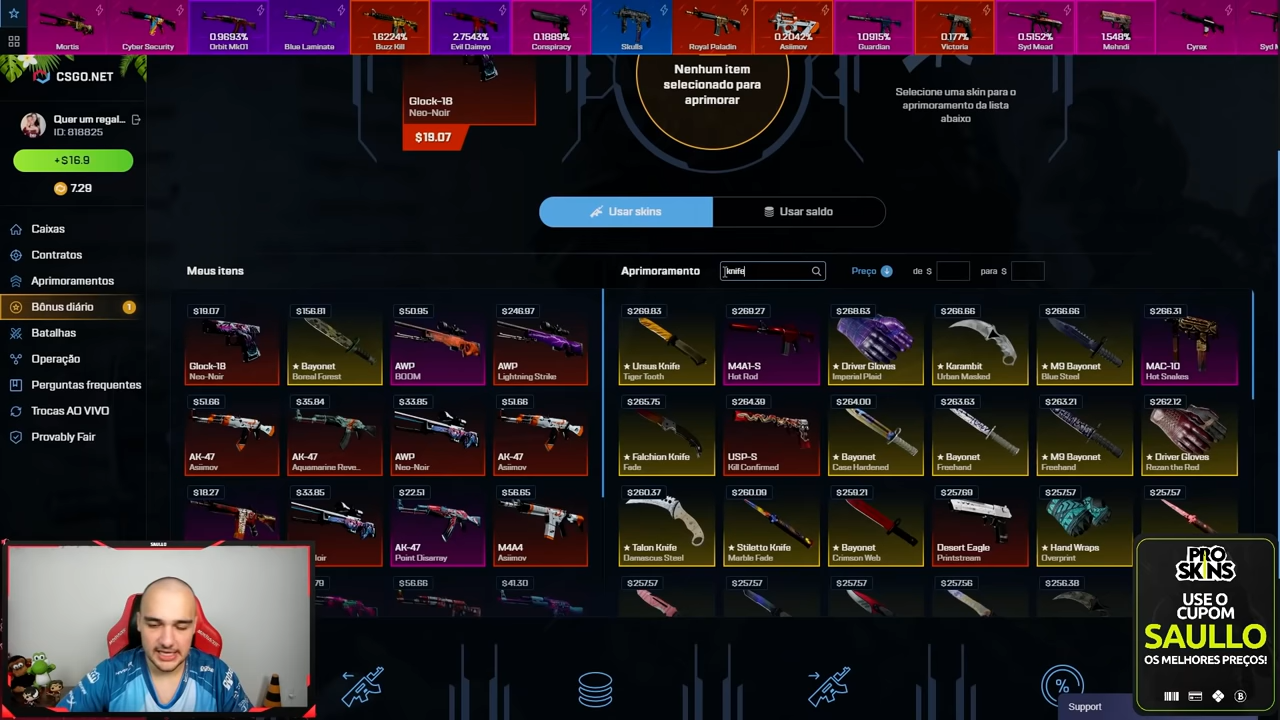 Mortis
Cyber Security
0.9693%
Orbit Mk01
Blue Laminate
1.6224%
Buzz Kill
2.7543%
Evil Daimyo
0.1889%
Conspiracy
Skulls
Royal Paladin
0.2042%
Asiimov
1.0915%
Guardian
0.177%
Victoria
0.5152%
Syd Mead
1.548%
Mehndi
Cyrex
CSGO.NET
Quer um regal...
ID: 818825
+$16.9
7.29
Caixas
Contratos
Aprimoramentos
Bônus diário
1
Batalhas
Operação
Perguntas frequentes
Trocas AO VIVO
Provably Fair
Glock-18
Neo-Noir
$19.07
Nenhum item
selecionado para
aprimorar
Selecione uma skin para o
aprimoramento da lista
abaixo
Usar skins
Usar saldo
Meus itens
Aprimoramento
knife
Preço
de $
para $
$19.07
Glock-18
Neo-Noir
$156.81
★ Bayonet
Boreal Forest
$50.95
AWP
BOOM
$246.97
AWP
Lightning Strike
$51.66
AK-47
Asiimov
$35.84
AK-47
Aquamarine Reve...
$33.85
AWP
Neo-Noir
$51.66
AK-47
Asiimov
$18.27
$33.85
$22.51
AK-47
Point Disarray
$56.65
M4A4
Asiimov
$56.66
$41.30
$269.83
★ Ursus Knife
Tiger Tooth
$269.27
M4A1-S
Hot Rod
$268.63
★ Driver Gloves
Imperial Plaid
$266.66
★ Karambit
Urban Masked
$266.66
★ M9 Bayonet
Blue Steel
$266.31
MAC-10
Hot Snakes
$265.75
★ Falchion Knife
Fade
$264.39
USP-S
Kill Confirmed
$264.00
★ Bayonet
Case Hardened
$263.63
★ Bayonet
Freehand
$263.21
★ M9 Bayonet
Freehand
$262.12
★ Driver Gloves
Rezan the Red
$260.37
★ Talon Knife
Damascus Steel
$260.09
★ Stiletto Knife
Marble Fade
$259.21
★ Bayonet
Crimson Web
$257.69
Desert Eagle
Printstream
$257.57
★ Hand Wraps
Overprint
$257.57
$257.57
$257.57
$257.57
$257.56
$256.38
SAULLO
PRO
SKINS
USE O
CUPOM
SAULLO
OS MELHORES PREÇOS!
Support